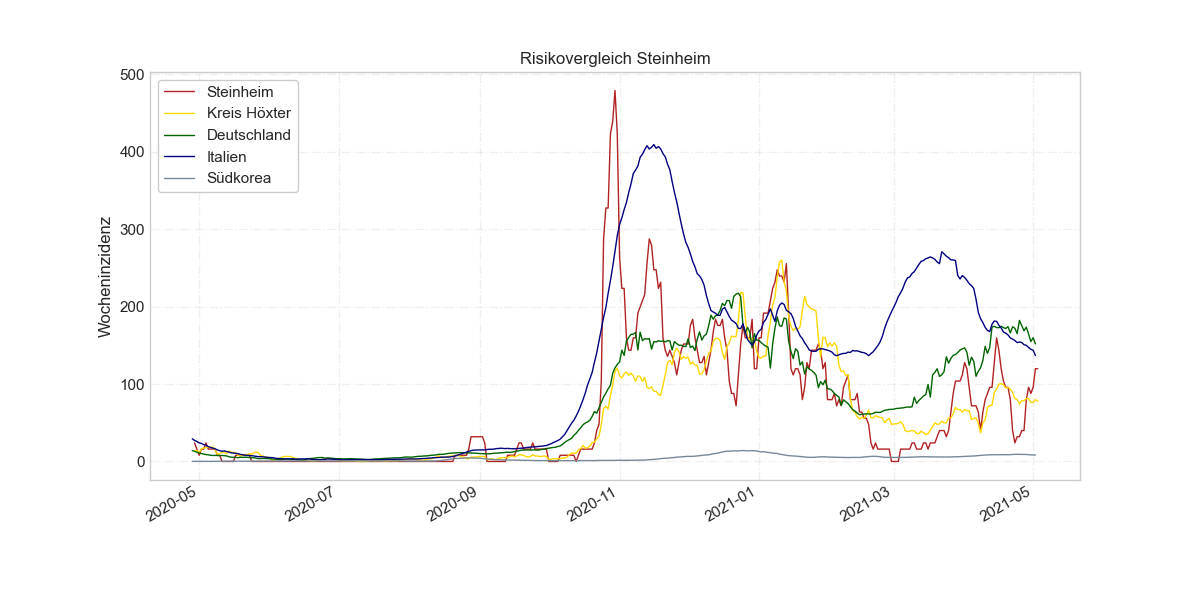 Risikovergleich Steinheim
Wocheninzidenz
500
400
300
200
100
0
Steinheim
Kreis Höxter
Deutschland
Italien
Südkorea
2020-05
2020-07
2020-09
2020-11
2021-01
2021-03
2021-05